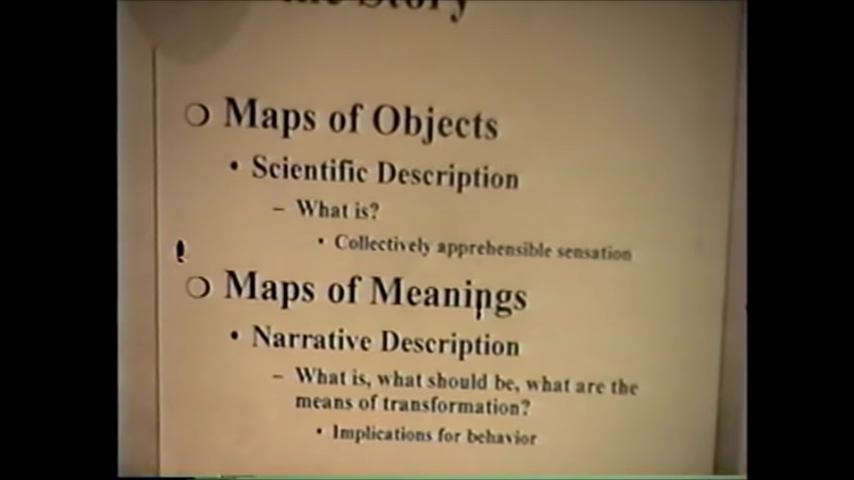 Story
❍ Maps of Objects
• Scientific Description
– What is?
• Collectively apprehensible sensation
❍ Maps of Meanings
• Narrative Description
– What is, what should be, what are the
means of transformation?
• Implications for behavior